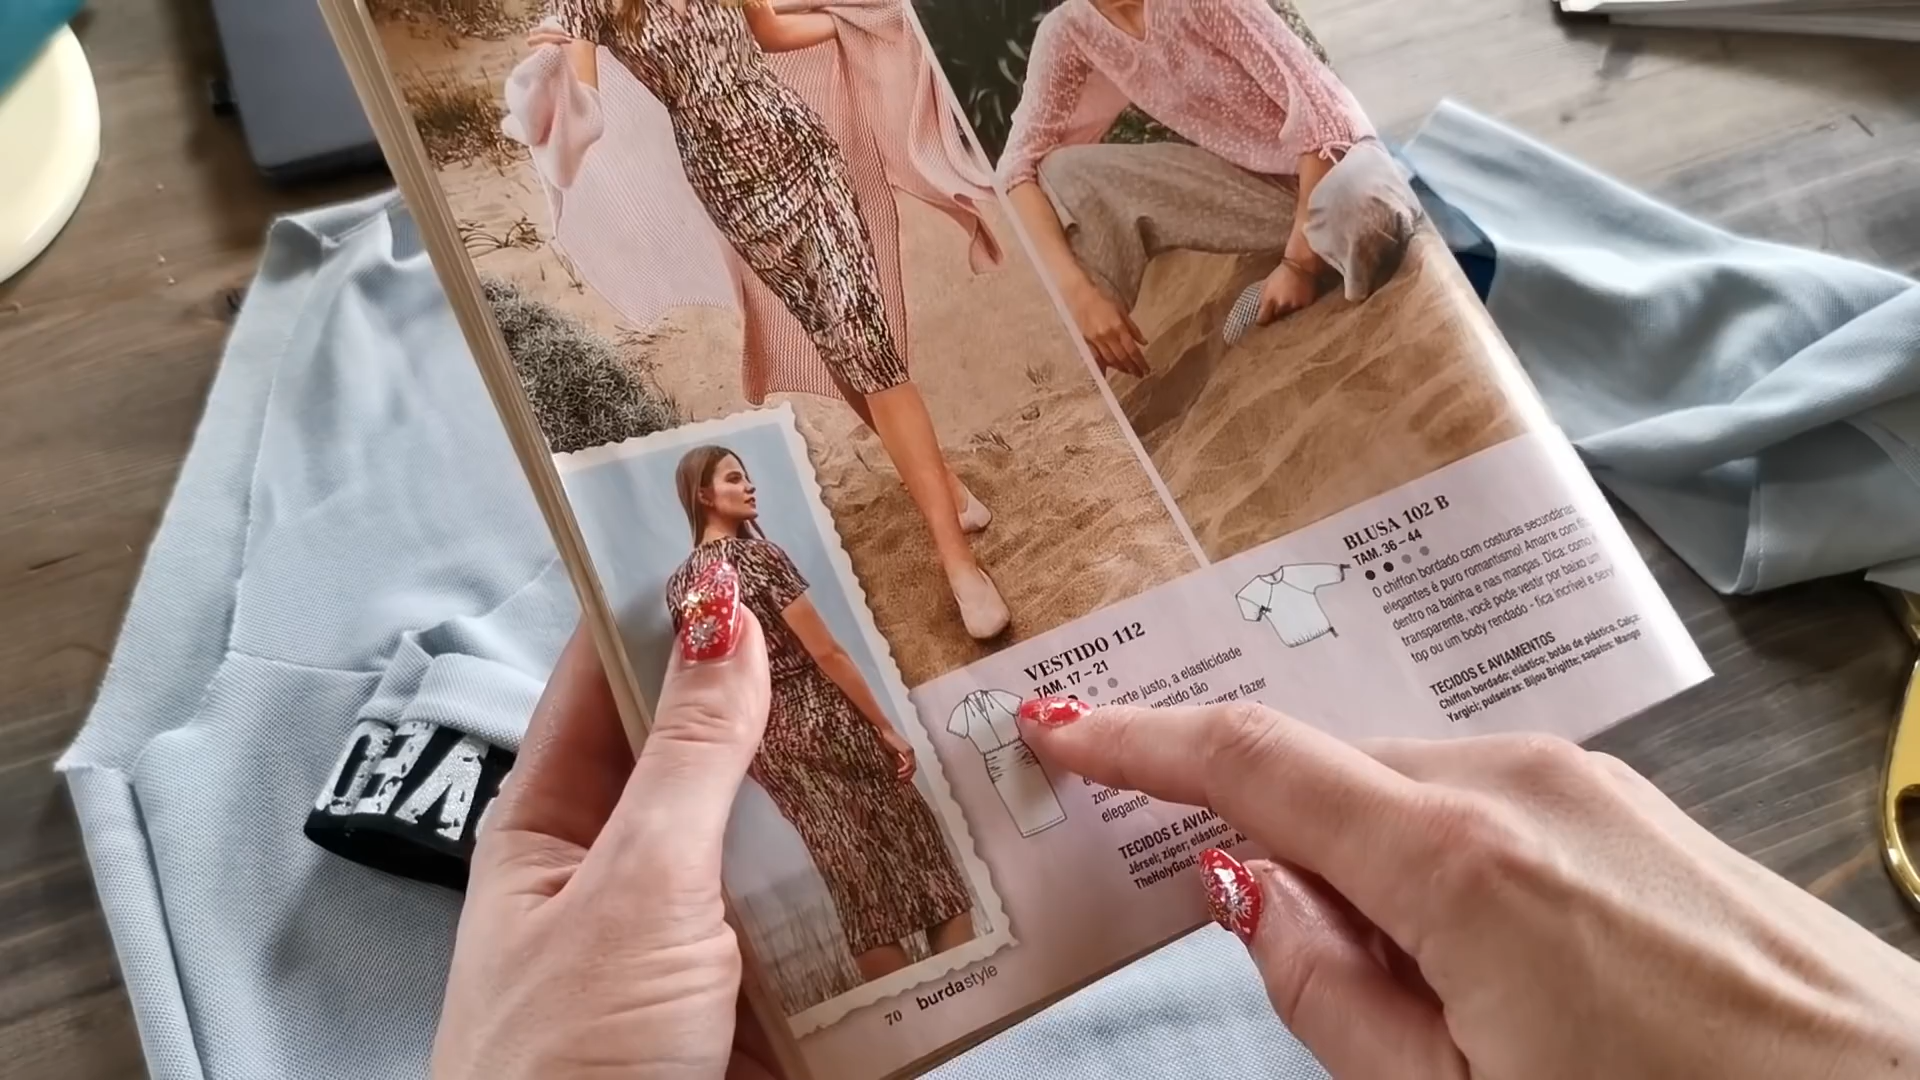 BLUSA 102 B
TAM. 36 – 44
O chiffon bordado com costuras secundárias
elegantes é puro romantismo! Amarre com
dentro na bainha e nas mangas. Dica: como
transparente, você pode vestir por baixo um
top ou um body rendado - fica incrível e sexy
TECIDOS E AVIAMENTOS
Chiffon bordado; elástico; botão de plástico. Calça:
Yargici; pulseiras: Bijou Brigitte; sapatos: Mango
VESTIDO 112
TAM. 17 – 21
corte justo, a elasticidade
vestido tão
querer fazer
zona
elegante
TECIDOS E
Jérsei; zíper; elástico.
TheHolyGoat;
70 burdastyle